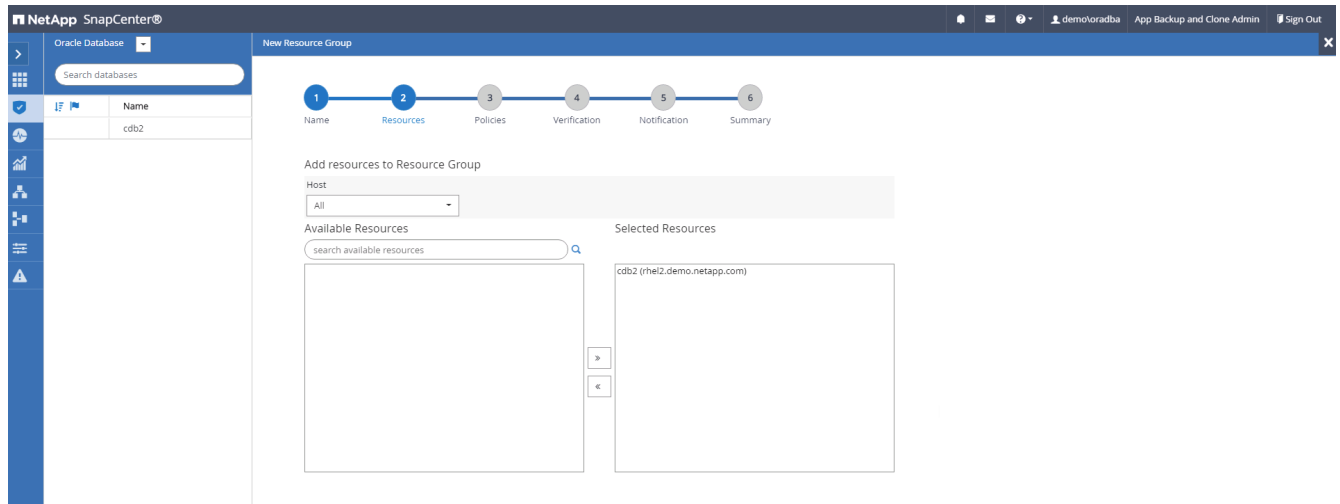 NetApp SnapCenter®
demo\oradba App Backup and Clone Admin Sign Out
Oracle Database
New Resource Group
Search databases
Name
cdb2
1 2 3 4 5 6
Name Resources Policies Verification Notification Summary
Add resources to Resource Group
Host
All
Available Resources Selected Resources
search available resources
cdb2 (rhel2.demo.netapp.com)